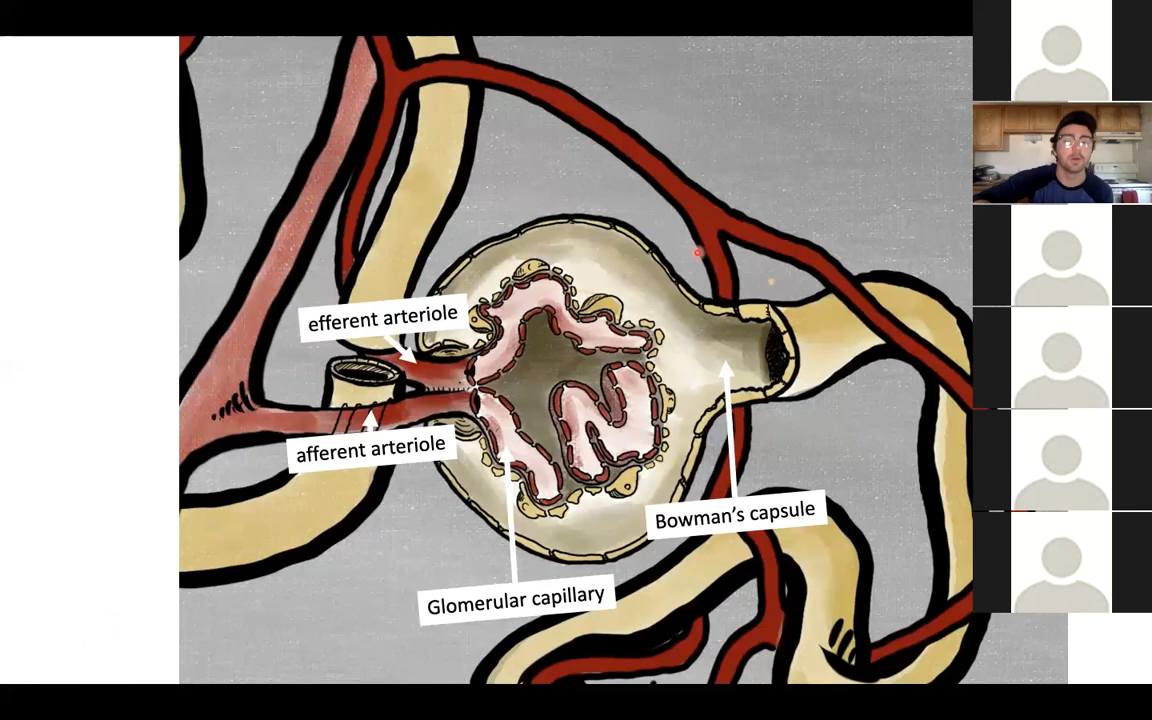 efferent arteriole
afferent arteriole
Bowman's capsule
Glomerular capillary